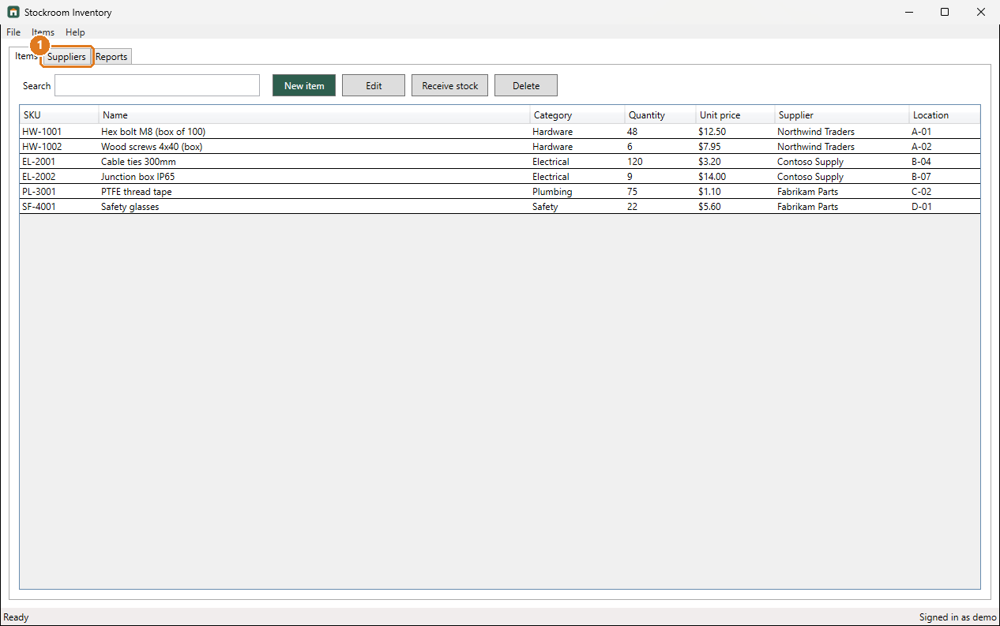 Stockroom Inventory
File Items Help
1
Items Suppliers Reports
Search New item Edit Receive stock Delete
SKU Name Category Quantity Unit price Supplier Location
HW-1001 Hex bolt M8 (box of 100) Hardware 48 $12.50 Northwind Traders A-01
HW-1002 Wood screws 4x40 (box) Hardware 6 $7.95 Northwind Traders A-02
EL-2001 Cable ties 300mm Electrical 120 $3.20 Contoso Supply B-04
EL-2002 Junction box IP65 Electrical 9 $14.00 Contoso Supply B-07
PL-3001 PTFE thread tape Plumbing 75 $1.10 Fabrikam Parts C-02
SF-4001 Safety glasses Safety 22 $5.60 Fabrikam Parts D-01
Ready Signed in as demo